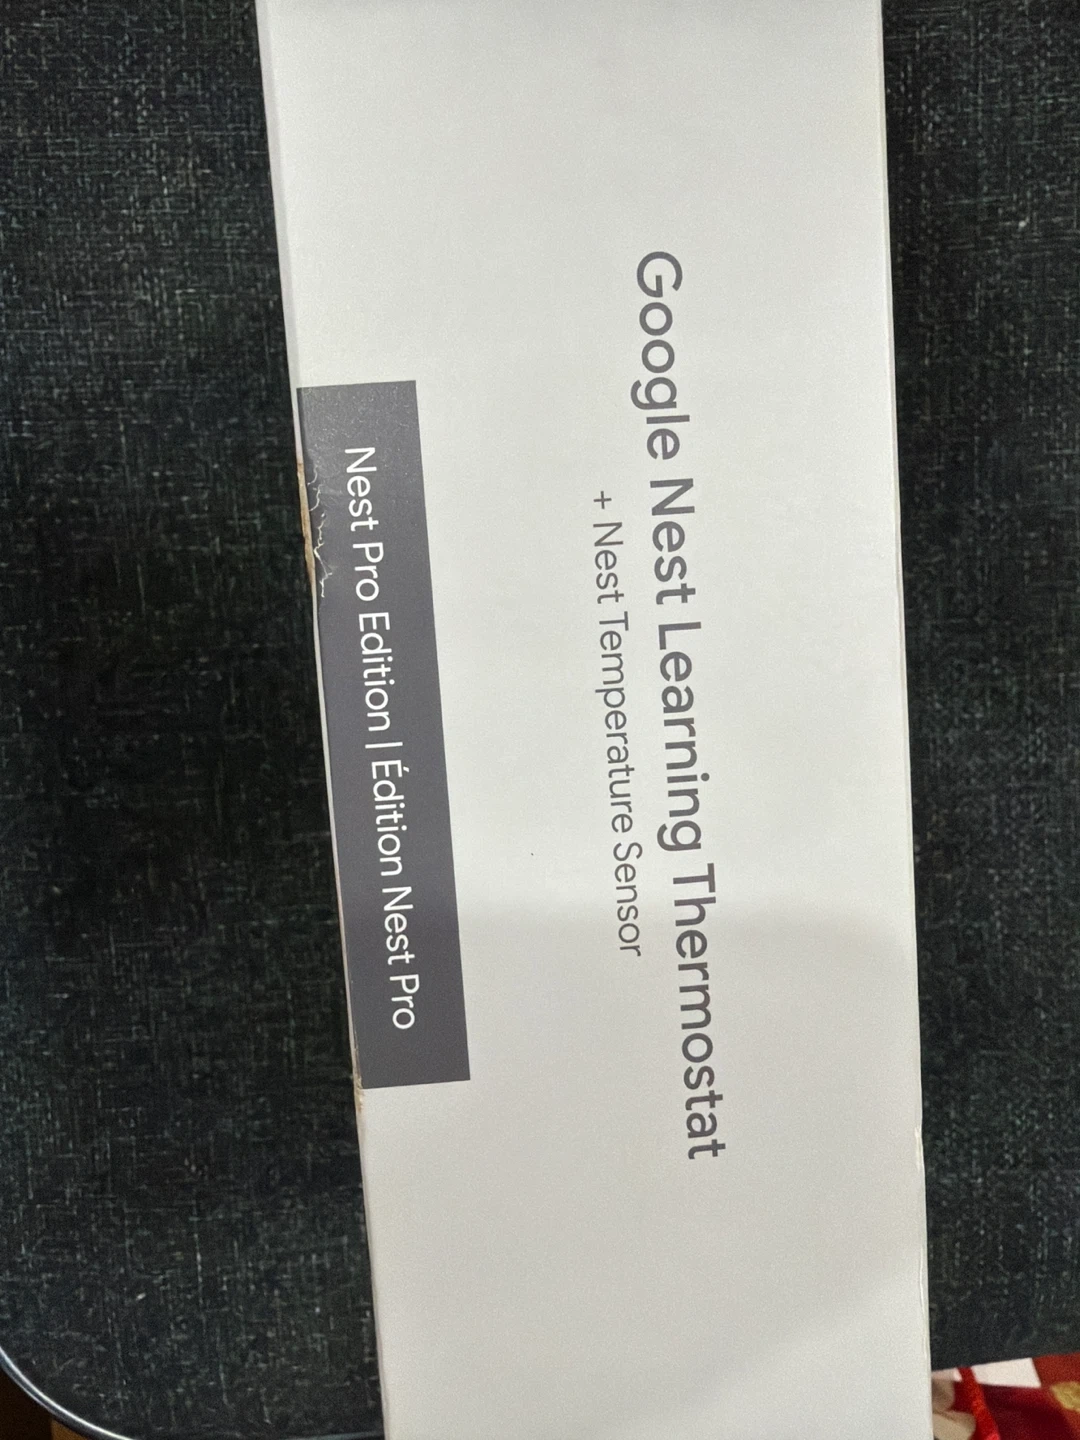 Google Nest Learning Thermostat
+ Nest Temperature Sensor
Nest Pro Edition | Édition Nest Pro